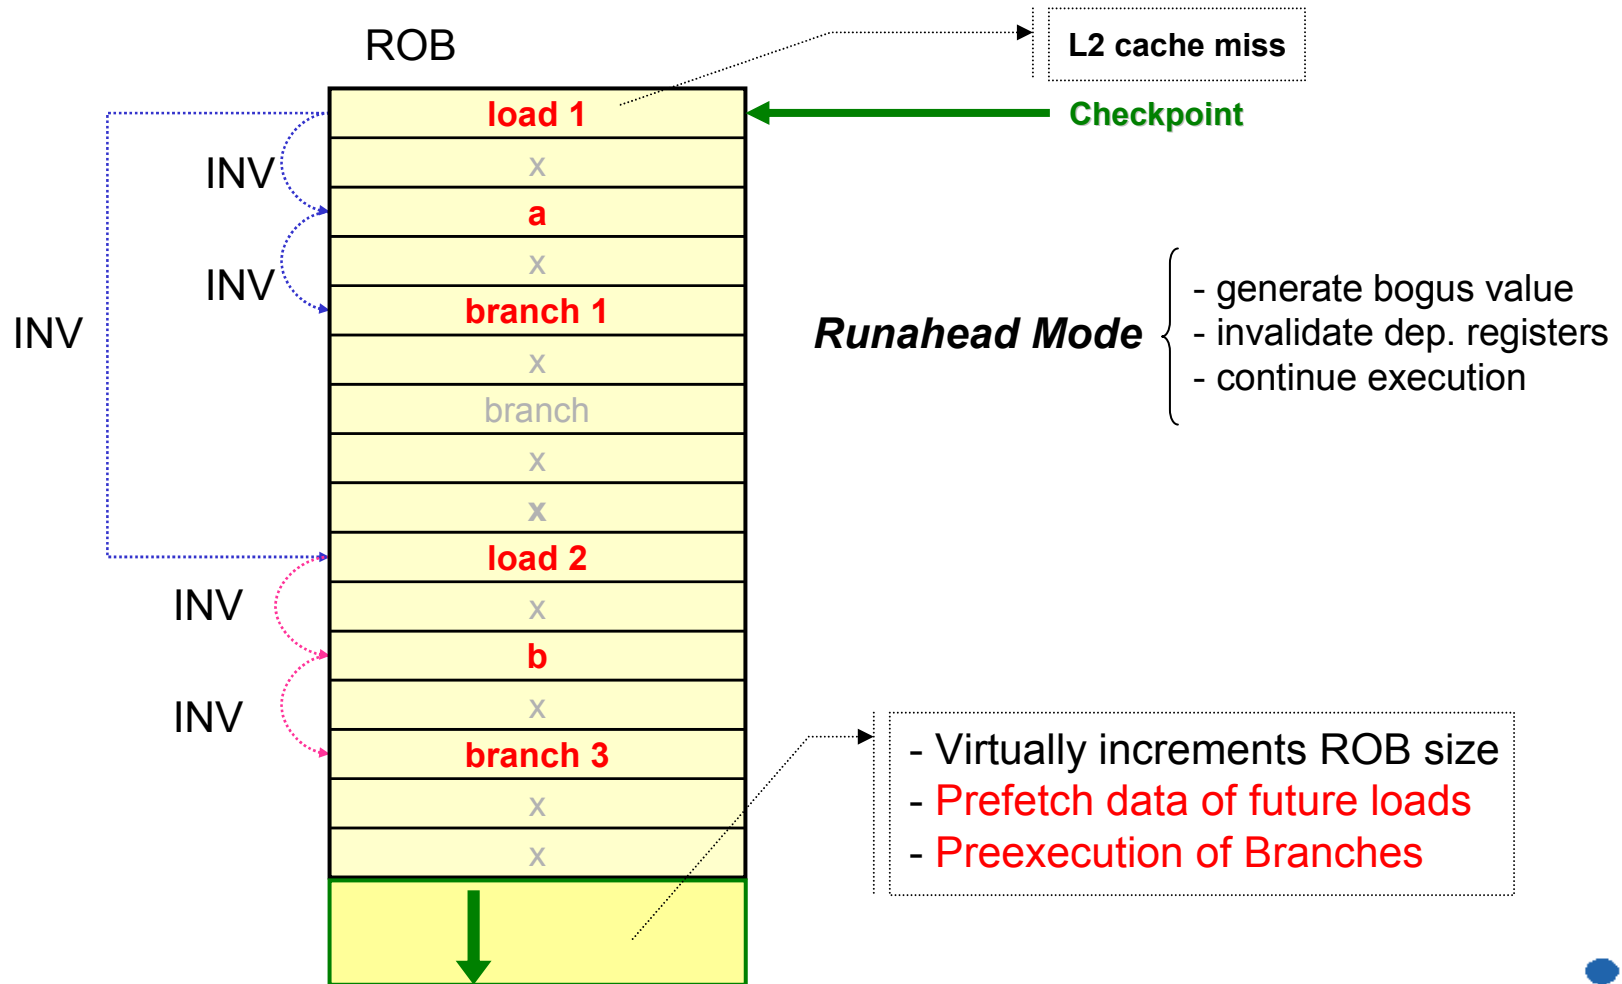 ROB
L2 cache miss
load 1
Checkpoint
x
INV
a
x
INV
branch 1
INV
Runahead Mode
- generate bogus value
- invalidate dep. registers
- continue execution
x
branch
x
x
load 2
x
INV
b
x
INV
branch 3
- Virtually increments ROB size
- Prefetch data of future loads
- Preexecution of Branches
x
x